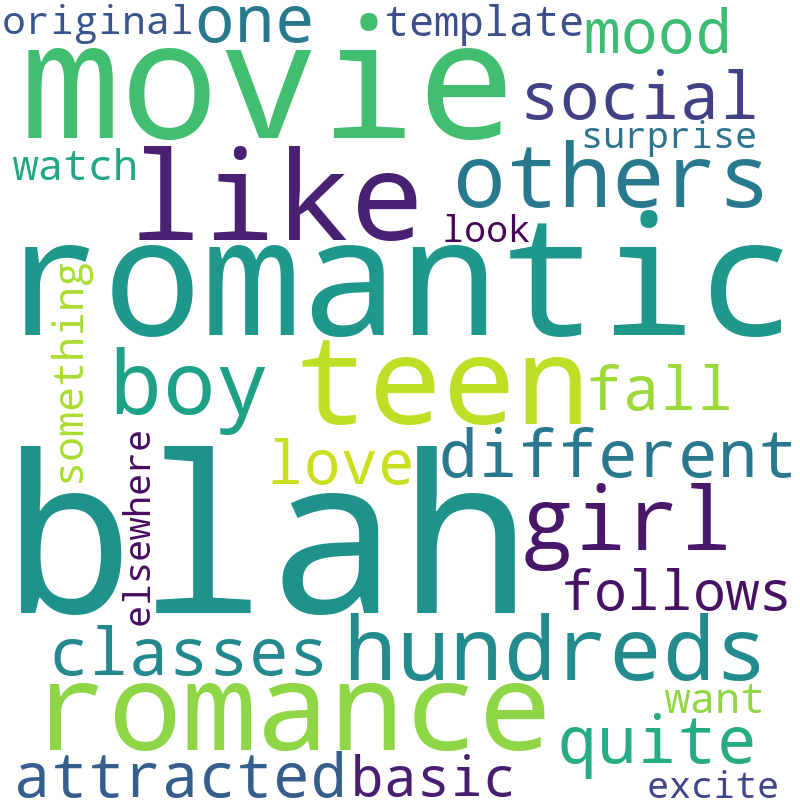 original one template mood
movie
social
surprise
watch like others
look
romantic
something
boy teen fall
love different
elsewhere
blah
girl
follows
classes hundreds
romance want
quite
attracted basic excite